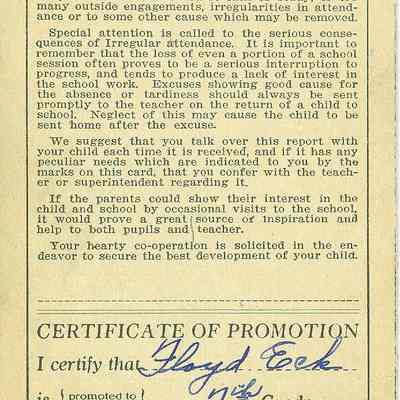 many outside engagements, irregularities in attend-
ance or to some other cause which may be removed.
Special attention is called to the serious conse-
quences of Irregular attendance. It is important to
remember that the loss of even a portion of a school
session often proves to be a serious interruption to
progress, and tends to produce a lack of interest in
the school work. Excuses showing good cause for
the absence or tardiness should always be sent
promptly to the teacher on the return of a child to
school. Neglect of this may cause the child to be
sent home after the excuse.
We suggest that you talk over this report with
your child each time it is received, and if it has any
peculiar needs which are indicated to you by the
marks on this card, that you confer with the teach-
er or superintendent regarding it.
If the parents could show their interest in the
child and school by occasional visits to the school,
it would prove a great source of Inspiration and
help to both pupils and teacher.
Your hearty co-operation is solicited in the en-
deavor to secure the best development of your child.
CERTIFICATE OF PROMOTION
I certify that Floyd Eck
is { promoted to